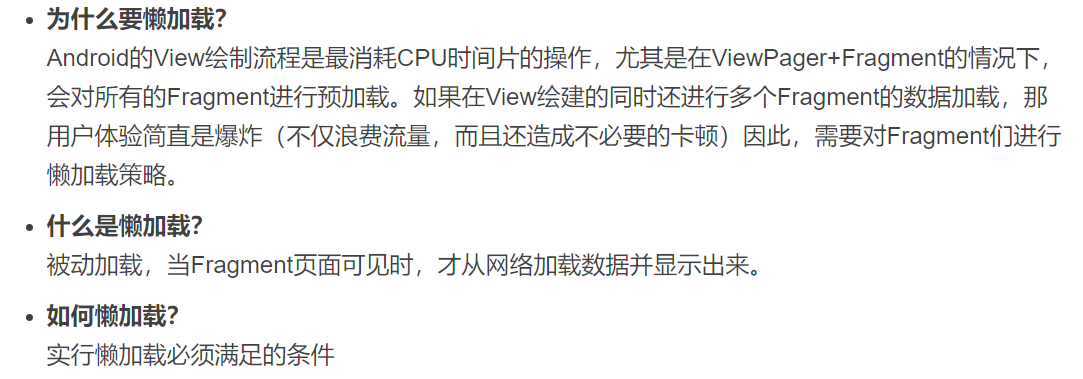 为什么要懒加载?
Android的View绘制流程是最消耗CPU时间片的操作，尤其是在ViewPager+Fragment的情况下，
会对所有的Fragment进行预加载。如果在View绘建的同时还进行多个Fragment的数据加载，那
用户体验简直是爆炸（不仅浪费流量，而且还造成不必要的卡顿）因此，需要对Fragment们进行
懒加载策略。
什么是懒加载?
被动加载，当Fragment页面可见时，才从网络加载数据并显示出来。
如何懒加载?
实行懒加载必须满足的条件